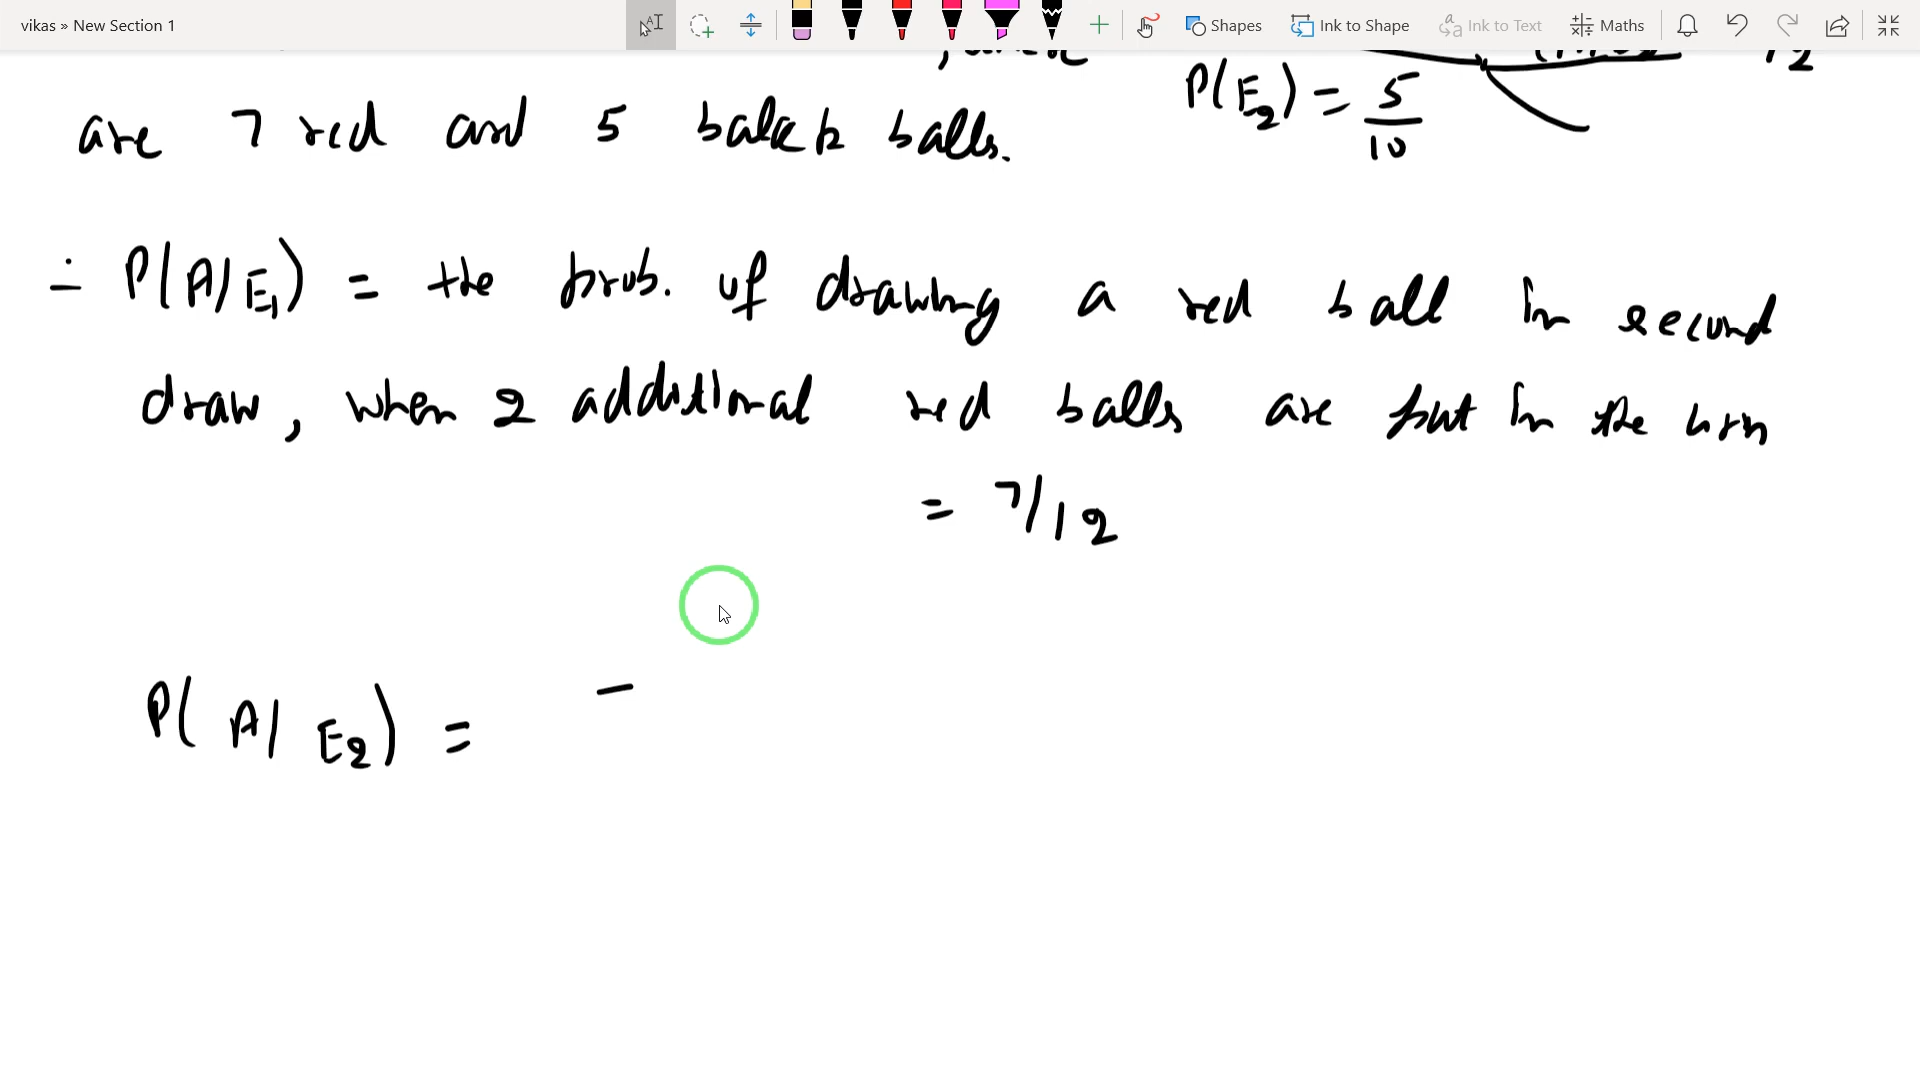 vikas » New Section 1
Shapes Ink to Shape Ink to Text Maths
P(E₂) = 5/10
are 7 red and 5 balack balls.
∴ P(A/E₁) = the prob. of drawing a red ball in second
draw, when 2 additional red balls are put in the urn
= 7/12
P(A/E₂) =